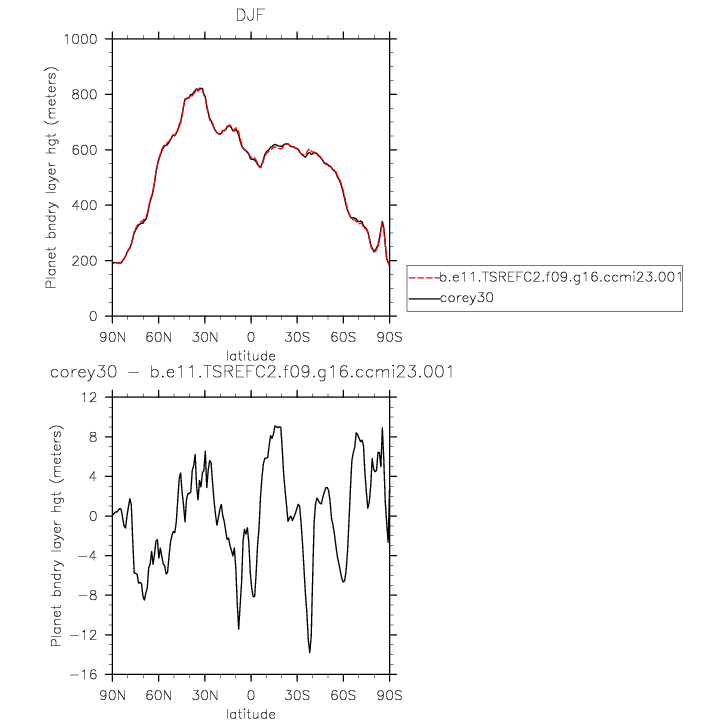 DJF
1000
800
600
400
200
0
Planet bndry layer hgt (meters)
90N 60N 30N 0 30S 60S 90S
latitude
b.e11.TSREFC2.f09.g16.ccmi23.001
corey30
corey30 − b.e11.TSREFC2.f09.g16.ccmi23.001
12
8
4
0
−4
−8
−12
−16
Planet bndry layer hgt (meters)
90N 60N 30N 0 30S 60S 90S
latitude